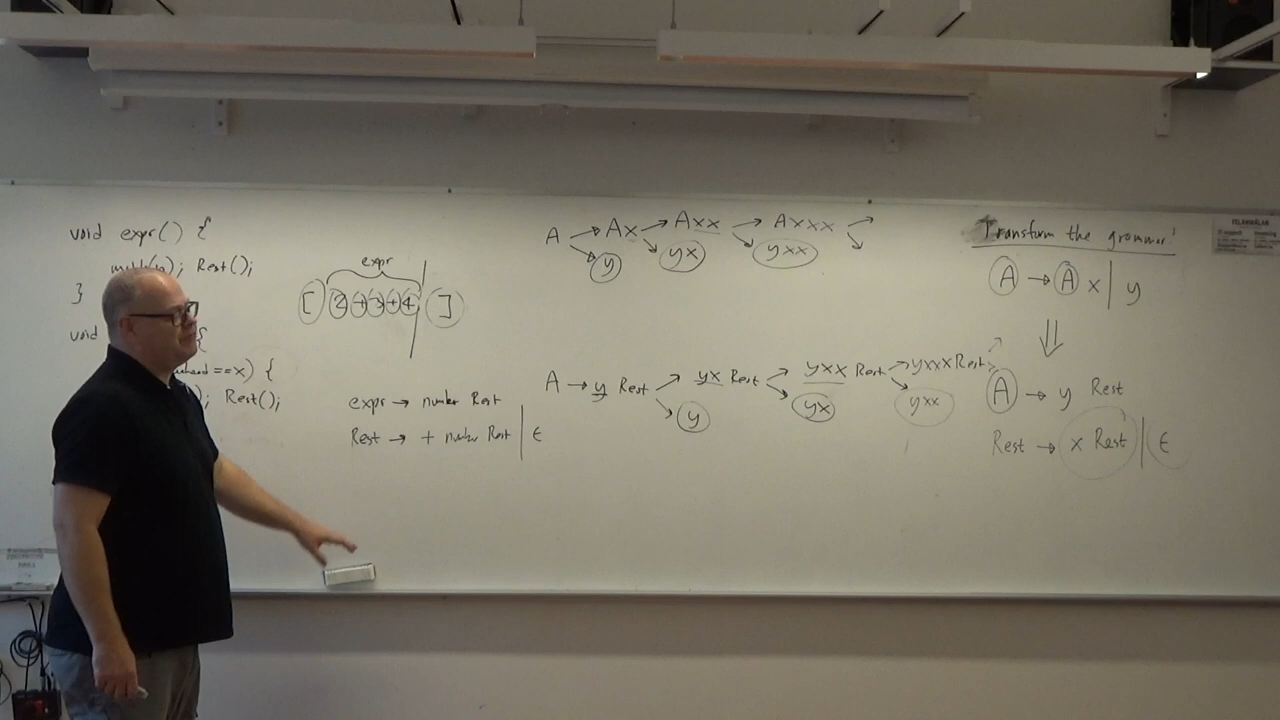 void expr() {
(n); Rest();
}
void {
==x) {
); Rest();
expr
[ 2 + 3 + 4 ]
expr → number Rest
Rest → + number Rest | ε
A → Ax → Axx → Axxx →
y yx yxx
A → y Rest → yx Rest → yxx Rest → yxxx Rest
y yx yxx
Transform the grammar!
A → A x | y
⇓
A → y Rest
Rest → x Rest | ε